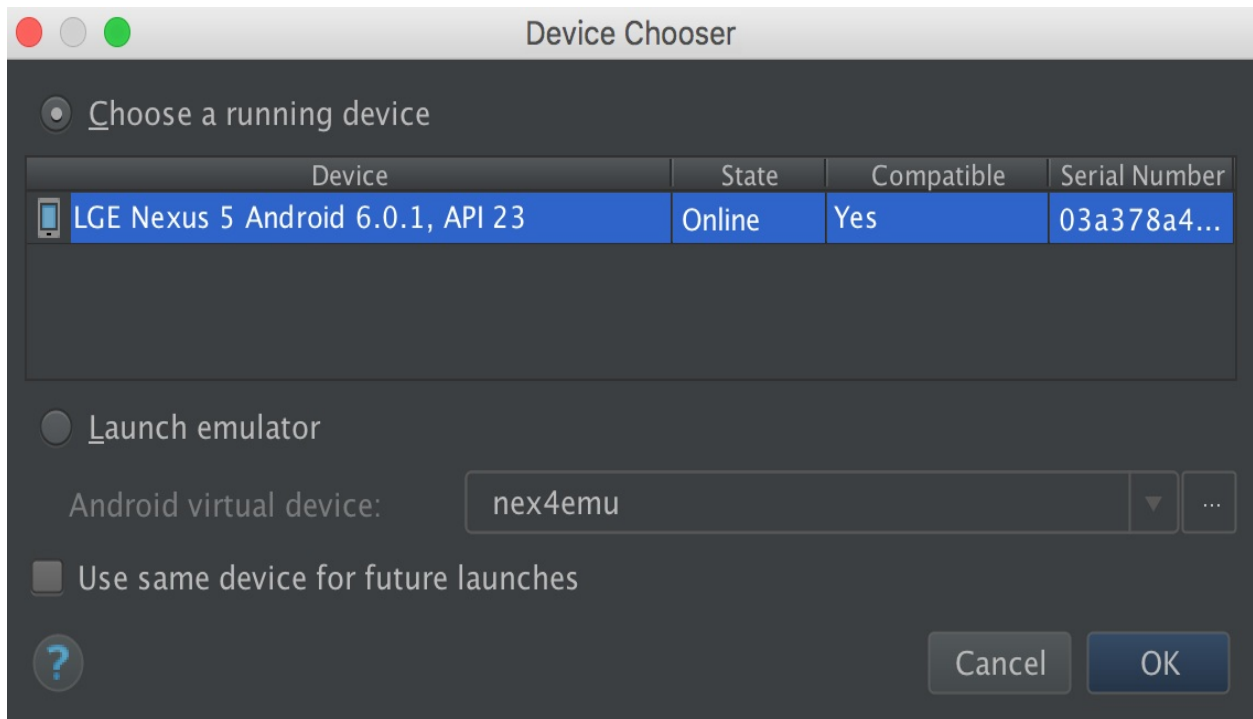 Device Chooser
Choose a running device
Device State Compatible Serial Number
LGE Nexus 5 Android 6.0.1, API 23 Online Yes 03a378a4...
Launch emulator
Android virtual device: nex4emu ...
Use same device for future launches
? Cancel OK